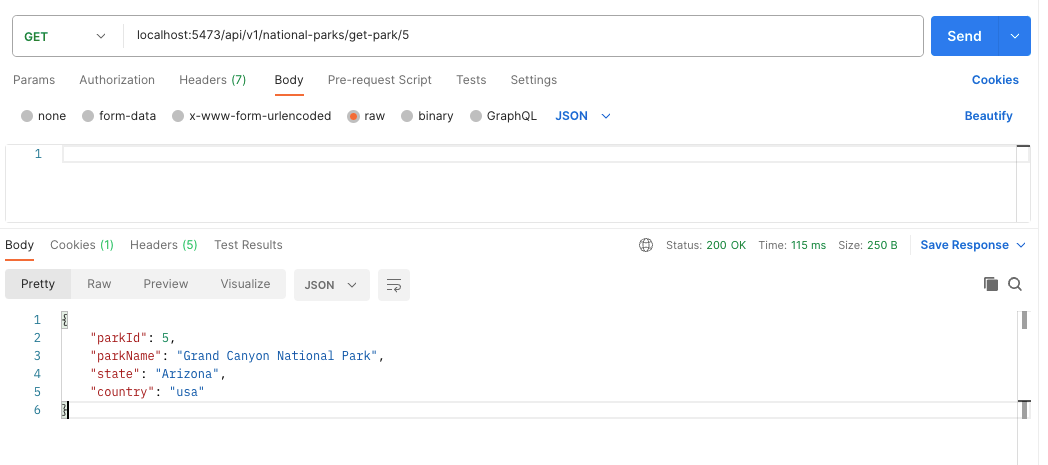 GET localhost:5473/api/v1/national-parks/get-park/5 Send
Params Authorization Headers (7) Body Pre-request Script Tests Settings Cookies
none form-data x-www-form-urlencoded raw binary GraphQL JSON Beautify
1
Body Cookies (1) Headers (5) Test Results Status: 200 OK Time: 115 ms Size: 250 B Save Response
Pretty Raw Preview Visualize JSON
1 {
2 "parkId": 5,
3 "parkName": "Grand Canyon National Park",
4 "state": "Arizona",
5 "country": "usa"
6 }